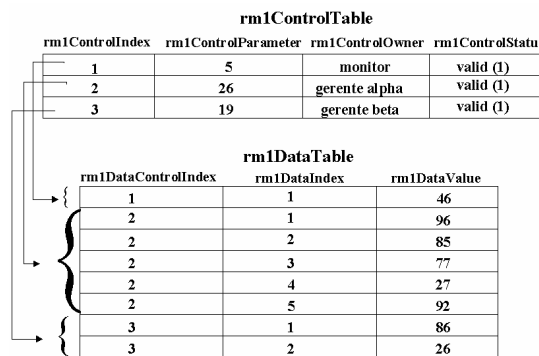 rm1ControlTable
rm1ControlIndex rm1ControlParameter rm1ControlOwner rm1ControlStatu
1 5 monitor valid (1)
2 26 gerente alpha valid (1)
3 19 gerente beta valid (1)
rm1DataTable
rm1DataControlIndex rm1DataIndex rm1DataValue
1 1 46
2 1 96
2 2 85
2 3 77
2 4 27
2 5 92
3 1 86
3 2 26